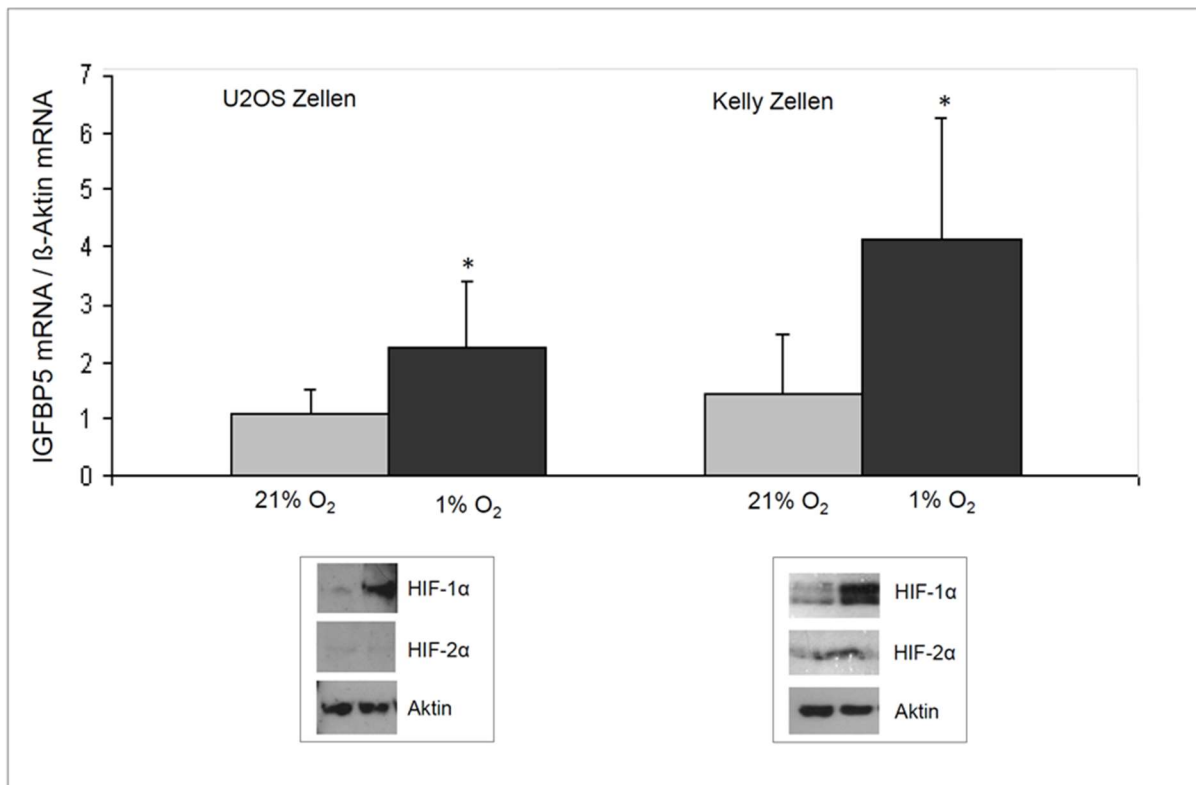 IGFBP5 mRNA / ß-Aktin mRNA
7
6
5
4
3
2
1
0
U2OS Zellen
Kelly Zellen
*
*
21% O₂
1% O₂
21% O₂
1% O₂
HIF-1α
HIF-2α
Aktin
HIF-1α
HIF-2α
Aktin